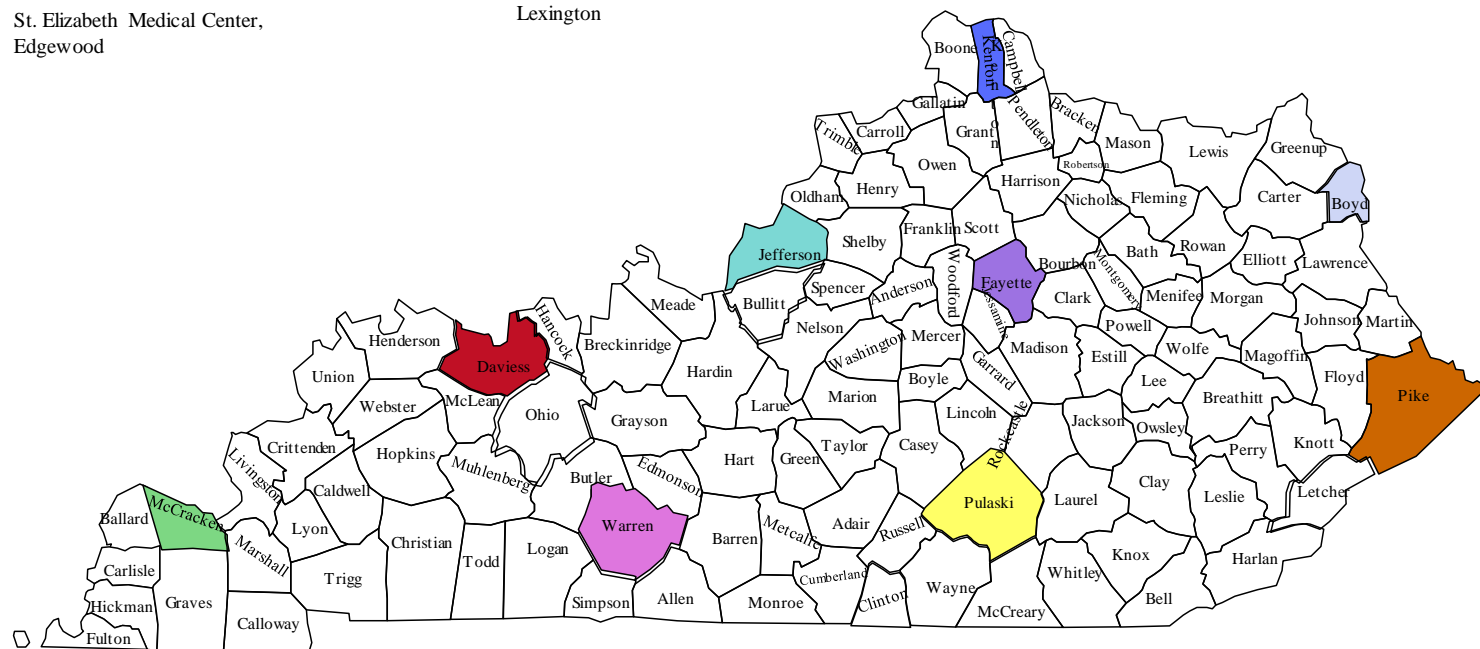 St. Elizabeth  Medical Center,
Edgewood
Lexington
Boone
Kenton
Kenton
Campbell
Gallatin
Pendleton
Bracken
Carroll
Trimble
Grant
Mason
Lewis
Greenup
Owen
Robertson
Henry
Harrison
Oldham
Nicholas
Fleming
Carter
Boyd
Jefferson
Shelby
Franklin
Scott
Bourbon
Bath
Rowan
Elliott
Lawrence
Woodford
Fayette
Montgomery
Spencer
Anderson
Clark
Menifee
Morgan
Meade
Bullitt
Nelson
essamine
Powell
Johnson
Martin
Hancock
Henderson
Breckinridge
Washington
Mercer
Madison
Estill
Wolfe
Magoffin
Daviess
Union
Hardin
Garrard
Boyle
Lee
Floyd
Pike
McLean
Webster
Ohio
Grayson
Larue
Marion
Lincoln
Breathitt
Rockcastle
Jackson
Owsley
Crittenden
Hopkins
Taylor
Casey
Perry
Knott
Livingston
Muhlenberg
Butler
Edmonson
Hart
Green
Caldwell
Clay
Leslie
Letcher
Ballard
McCracken
Lyon
Warren
Adair
Russell
Pulaski
Laurel
Marshall
Christian
Logan
Barren
Metcalfe
Knox
Harlan
Carlisle
Trigg
Todd
Cumberland
Wayne
Whitley
Hickman
Graves
Simpson
Allen
Monroe
Clinton
McCreary
Bell
Calloway
Fulton